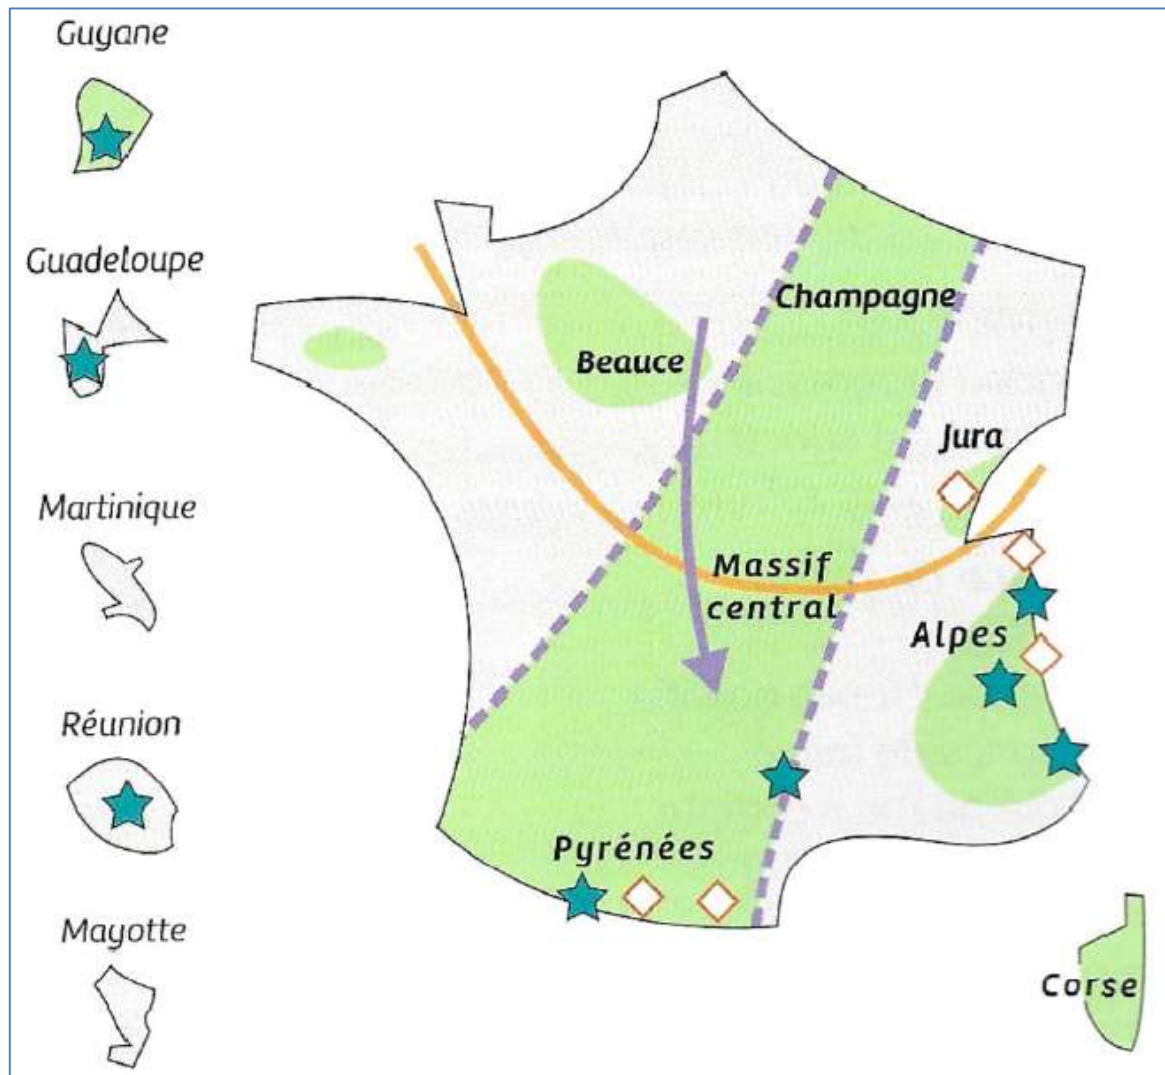 Guyane
Guadeloupe
Martinique
Réunion
Mayotte
Champagne
Beauce
Jura
Massif
central
Alpes
Pyrénées
Corse